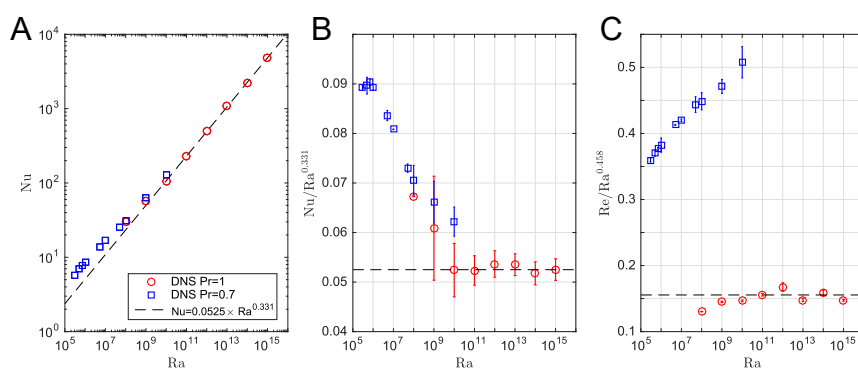 A
B
C
10^4
10^3
10^2
10^1
10^0
Nu
10^5 10^7 10^9 10^11 10^13 10^15
Ra
DNS Pr=1
DNS Pr=0.7
Nu=0.0525× Ra^0.331
0.09
0.08
0.07
0.06
0.05
0.04
Nu/Ra^0.331
10^5 10^7 10^9 10^11 10^13 10^15
Ra
0.5
0.4
0.3
0.2
0.1
Re/Ra^0.458
10^5 10^7 10^9 10^11 10^13 10^15
Ra